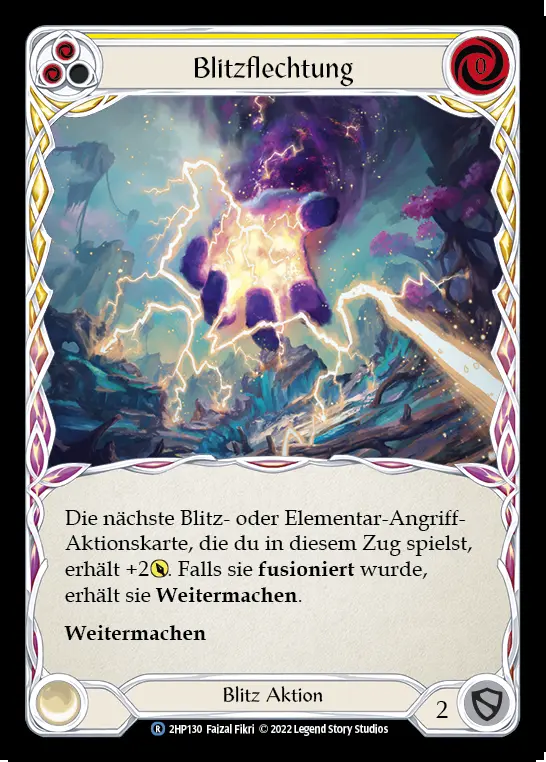 Blitzflechtung
0
Die nächste Blitz- oder Elementar-Angriff-
Aktionskarte, die du in diesem Zug spielst,
erhält +2. Falls sie fusioniert wurde,
erhält sie Weitermachen.
Weitermachen
Blitz Aktion
2
R 2HP130 Faizal Fikri © 2022 Legend Story Studios